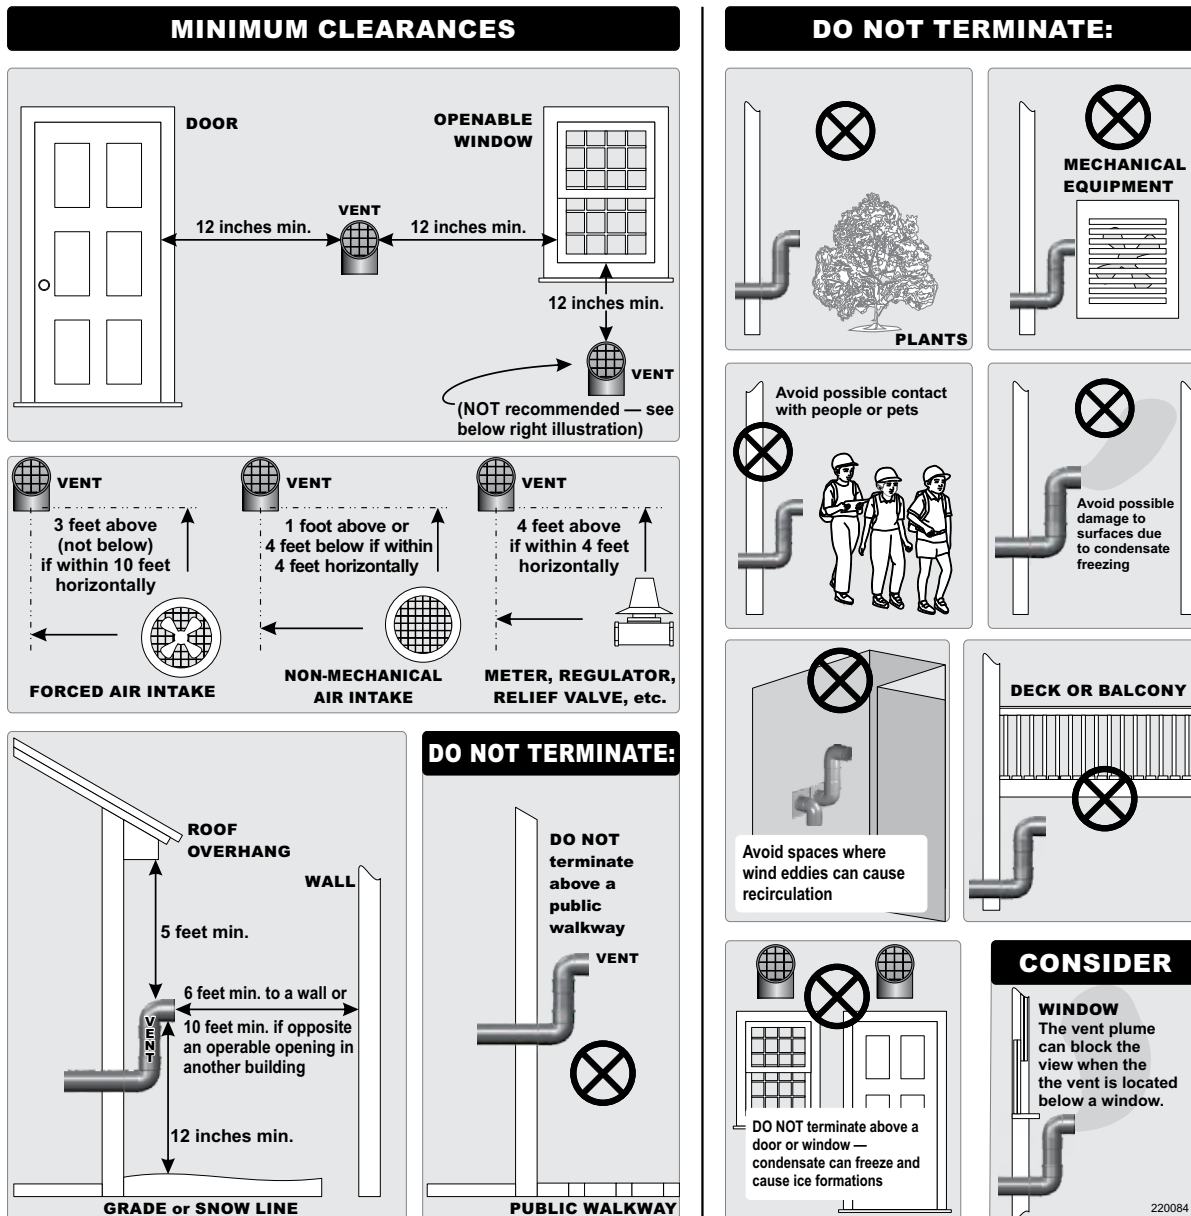 MINIMUM CLEARANCES
DOOR
OPENABLE
WINDOW
VENT
12 inches min.
12 inches min.
12 inches min.
VENT
(NOT recommended — see
below right illustration)
VENT
3 feet above
(not below)
if within 10 feet
horizontally
FORCED AIR INTAKE
VENT
1 foot above or
4 feet below if within
4 feet horizontally
NON-MECHANICAL
AIR INTAKE
VENT
4 feet above
if within 4 feet
horizontally
METER, REGULATOR,
RELIEF VALVE, etc.
ROOF
OVERHANG
WALL
5 feet min.
6 feet min. to a wall or
10 feet min. if opposite
an operable opening in
another building
VENT
12 inches min.
GRADE or SNOW LINE
DO NOT TERMINATE:
DO NOT
terminate
above a
public
walkway
VENT
PUBLIC WALKWAY
DO NOT TERMINATE:
PLANTS
MECHANICAL
EQUIPMENT
Avoid possible contact
with people or pets
Avoid possible
damage to
surfaces due
to condensate
freezing
Avoid spaces where
wind eddies can cause
recirculation
DECK OR BALCONY
DO NOT terminate above a
door or window —
condensate can freeze and
cause ice formations
CONSIDER
WINDOW
The vent plume
can block the
view when the
the vent is located
below a window.
220084